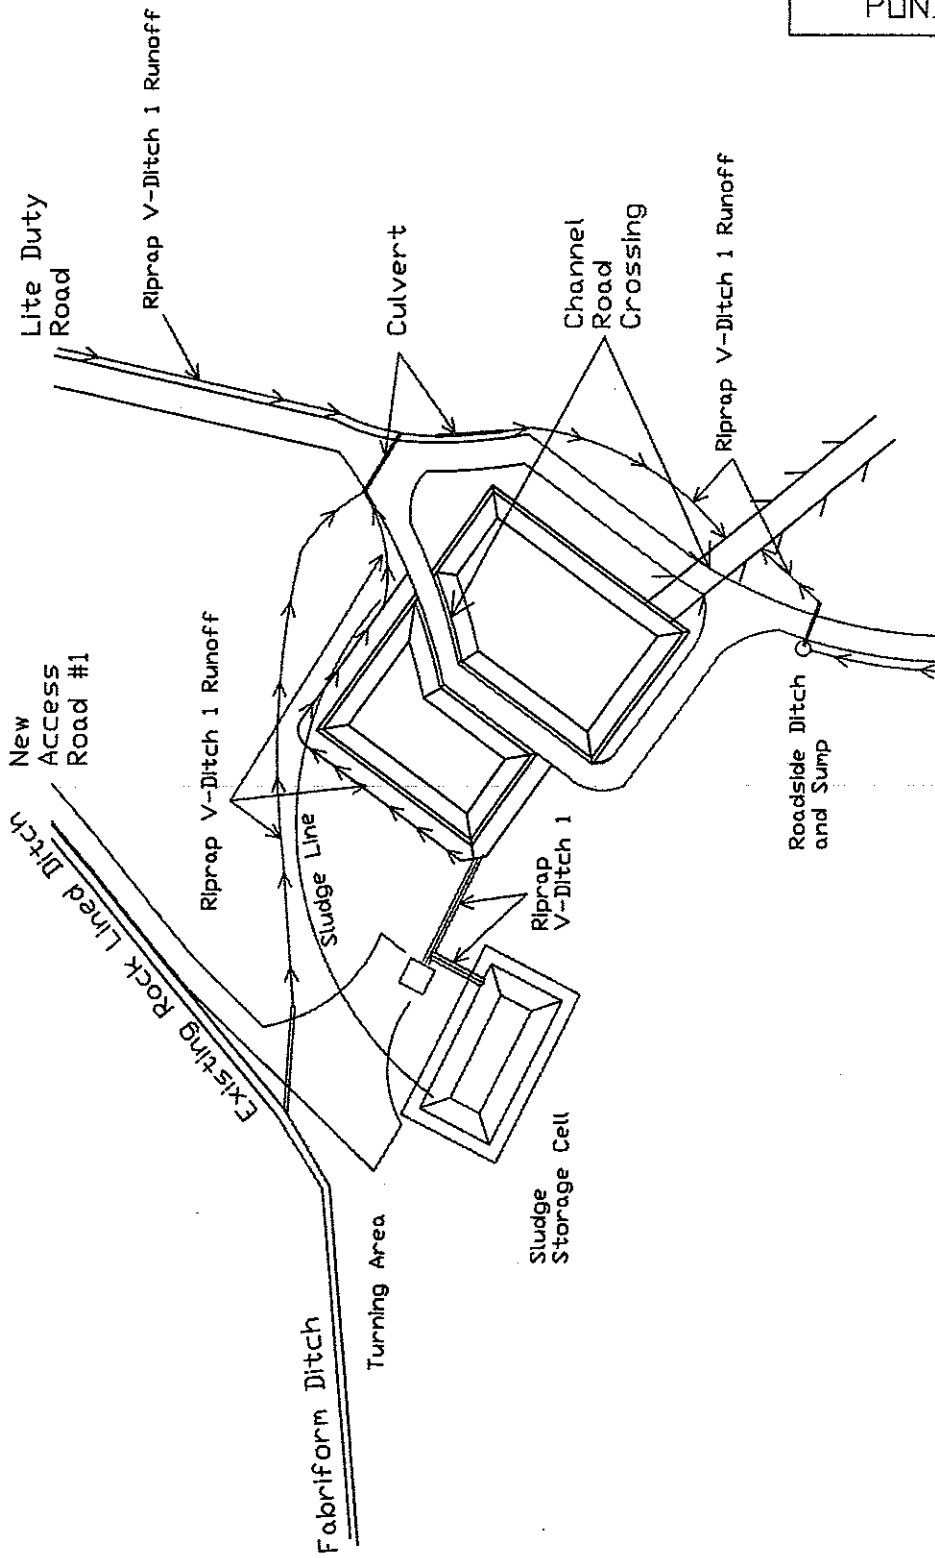 Lite Duty
Road
Riprap V-Ditch 1 Runoff
Culvert
Channel
Road
Crossing
Riprap V-Ditch 1 Runoff
New
Access
Road #1
Riprap V-Ditch 1 Runoff
Existing Rock Lined Ditch
Sludge Line
Riprap
V-Ditch 1
Roadside Ditch
and Sump
Fabriform Ditch
Turning Area
Sludge
Storage Cell